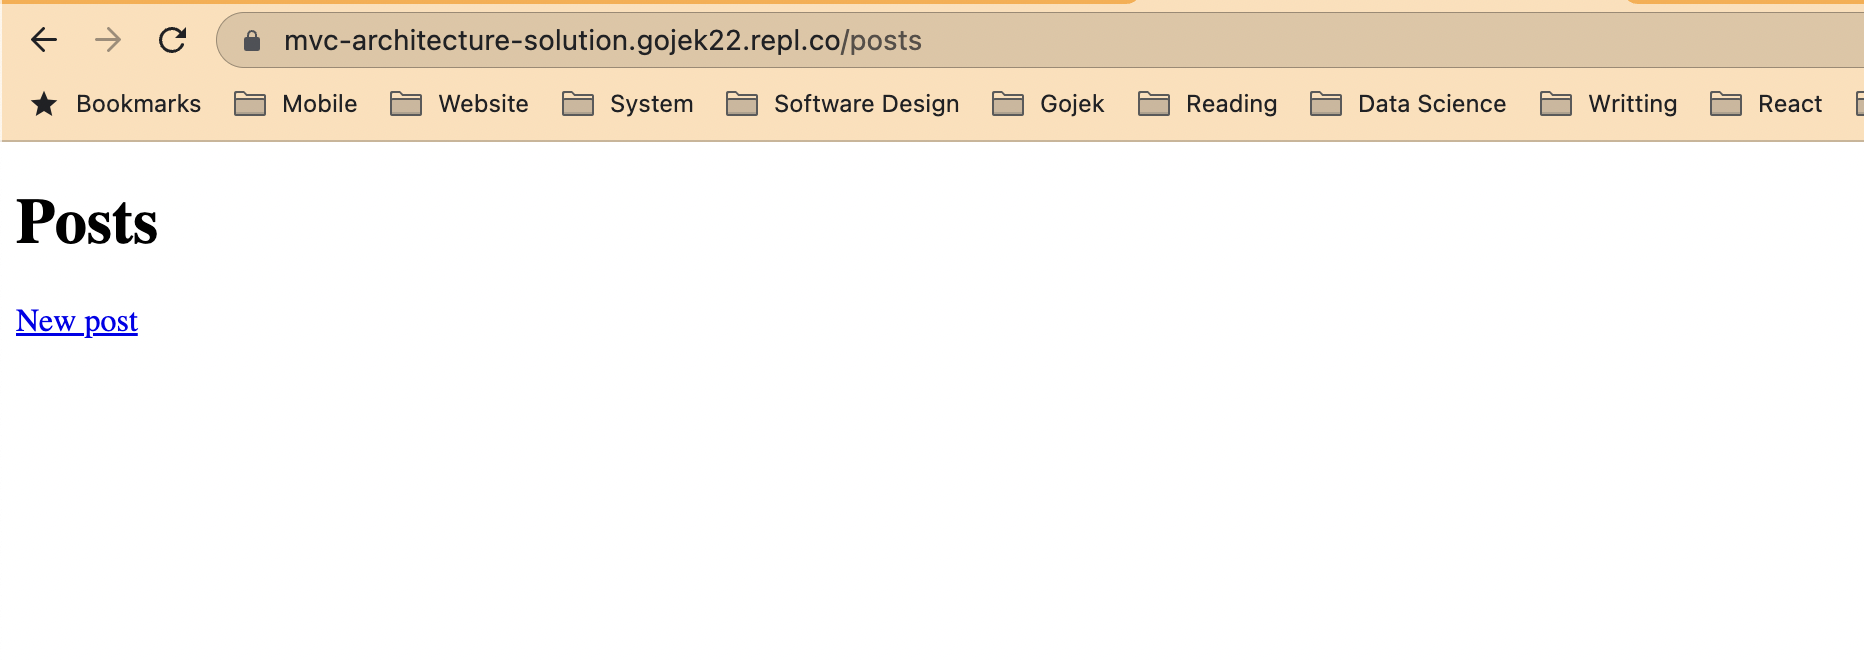 mvc-architecture-solution.gojek22.repl.co/posts
Bookmarks Mobile Website System Software Design Gojek Reading Data Science Writting React
Posts
New post